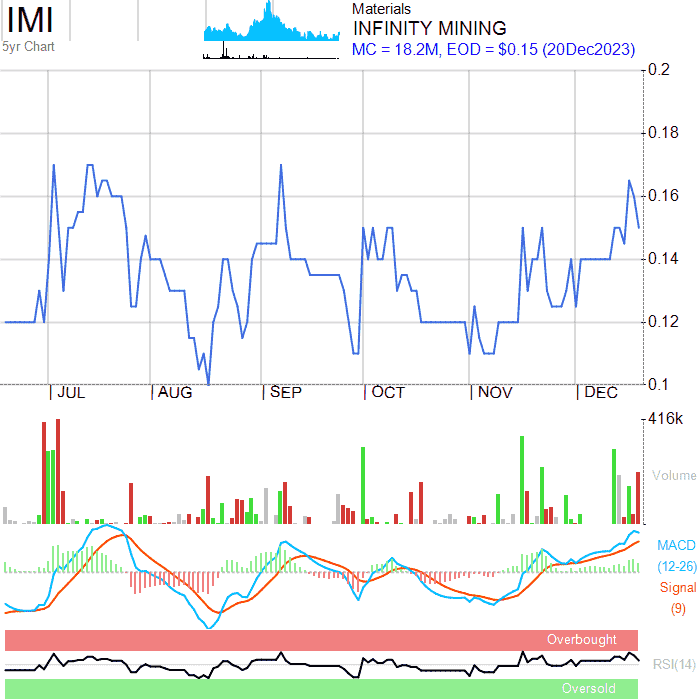 IMI
5yr Chart
Materials
INFINITY MINING
MC = 18.2M, EOD = $0.15 (20Dec2023)
0.2
0.18
0.16
0.14
0.12
0.1
JUL AUG SEP OCT NOV DEC
416k
Volume
MACD
(12-26)
Signal
(9)
Overbought
RSI(14)
Oversold